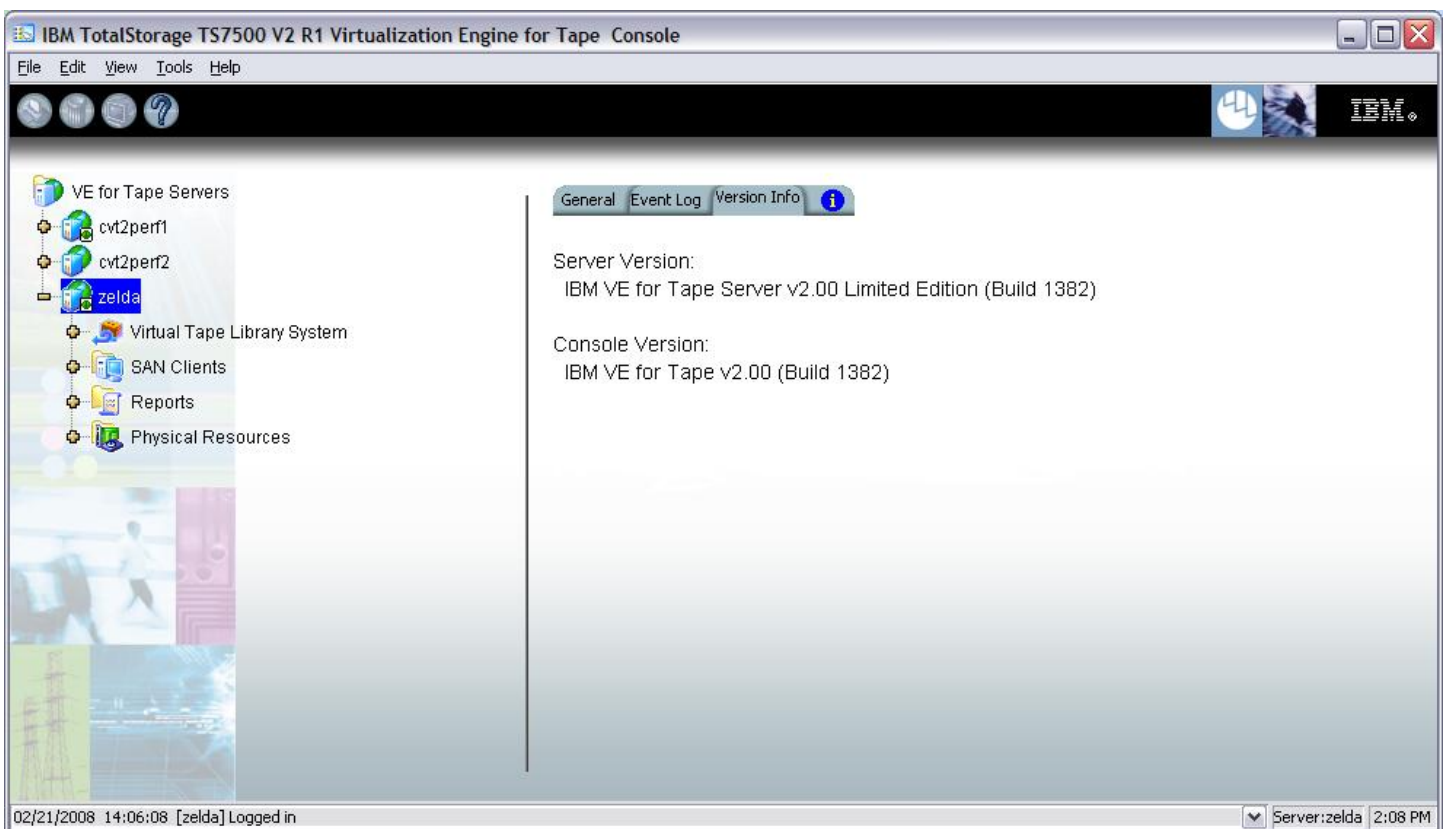 IBM TotalStorage TS7500 V2 R1 Virtualization Engine for Tape Console
File Edit View Tools Help
IBM
VE for Tape Servers
cvt2perf1
cvt2perf2
zelda
Virtual Tape Library System
SAN Clients
Reports
Physical Resources
General Event Log Version Info
Server Version:
IBM VE for Tape Server v2.00 Limited Edition (Build 1382)
Console Version:
IBM VE for Tape v2.00 (Build 1382)
02/21/2008 14:06:08 [zelda] Logged in
Server:zelda 2:08 PM